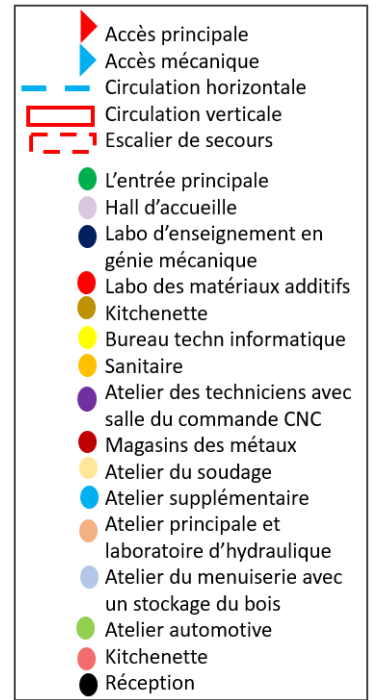 Accès principale
Accès mécanique
Circulation horizontale
Circulation verticale
Escalier de secours
L'entrée principale
Hall d'accueille
Labo d'enseignement en
génie mécanique
Labo des matériaux additifs
Kitchenette
Bureau techn informatique
Sanitaire
Atelier des techniciens avec
salle du commande CNC
Magasins des métaux
Atelier du soudage
Atelier supplémentaire
Atelier principale et
laboratoire d'hydraulique
Atelier du menuiserie avec
un stockage du bois
Atelier automotive
Kitchenette
Réception